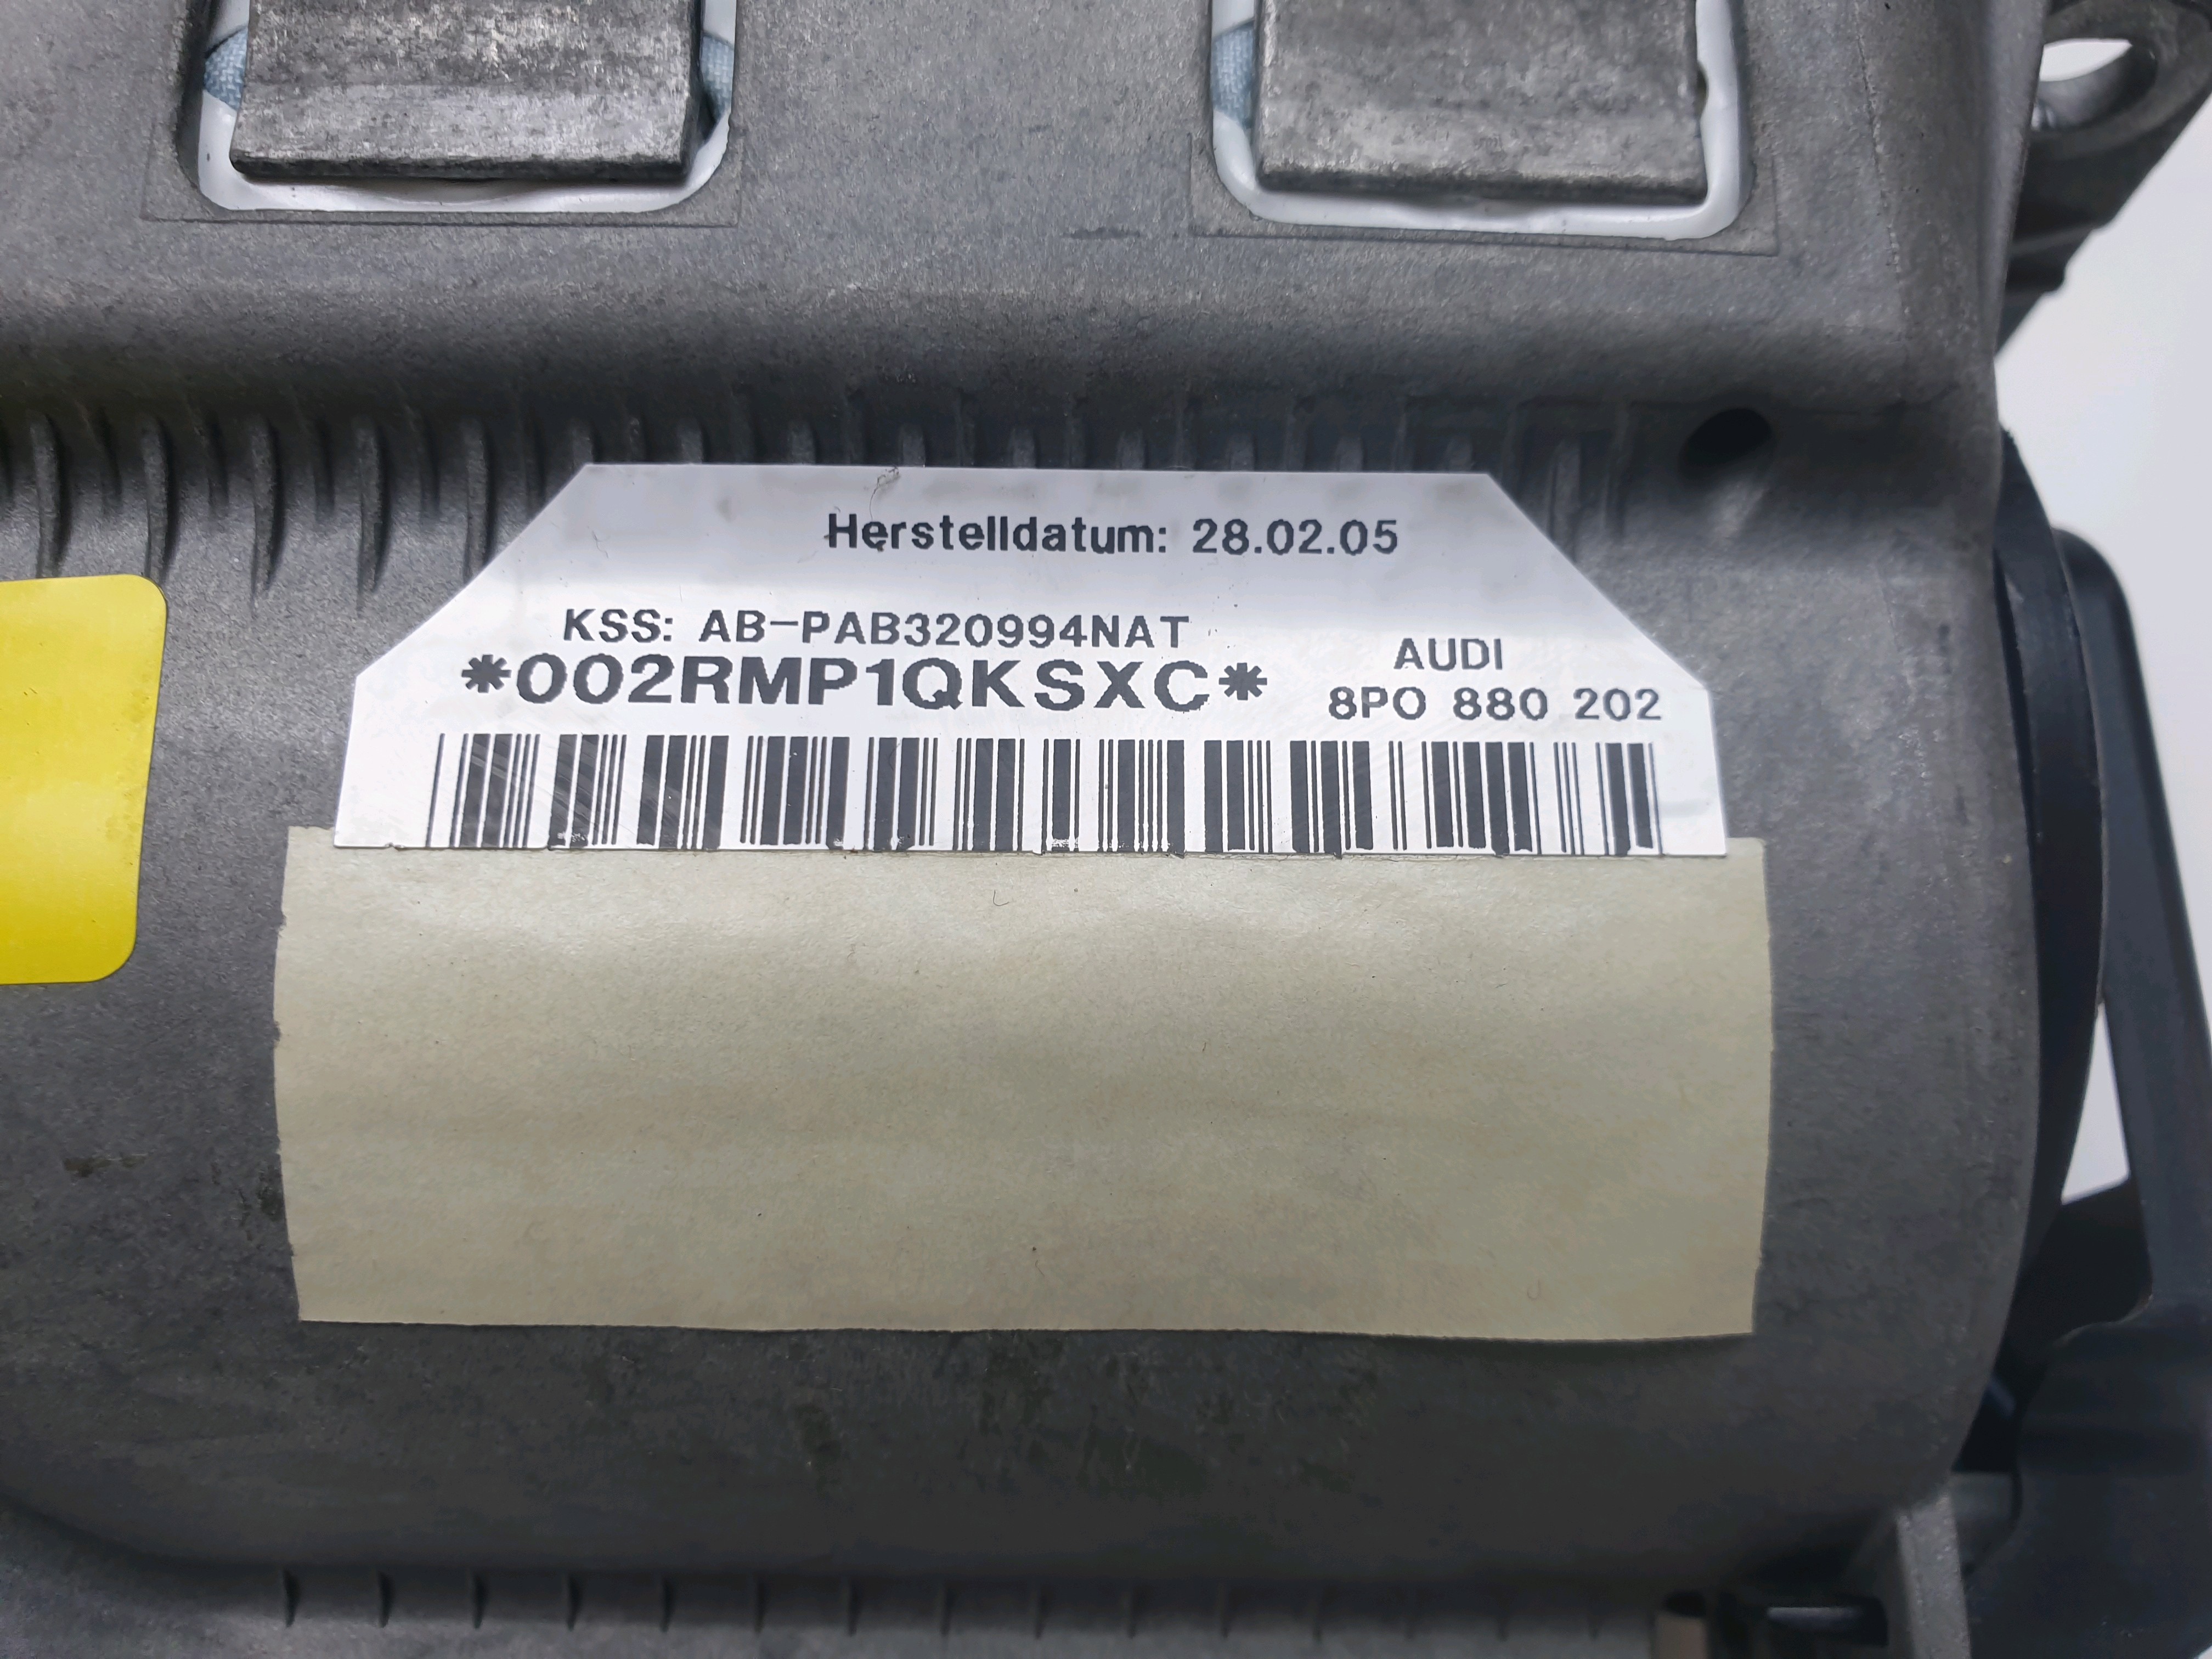 Herstelldatum: 28.02.05
KSS: AB-PAB320994NAT
*002RMP1QKSXC*
AUDI
8P0 880 202